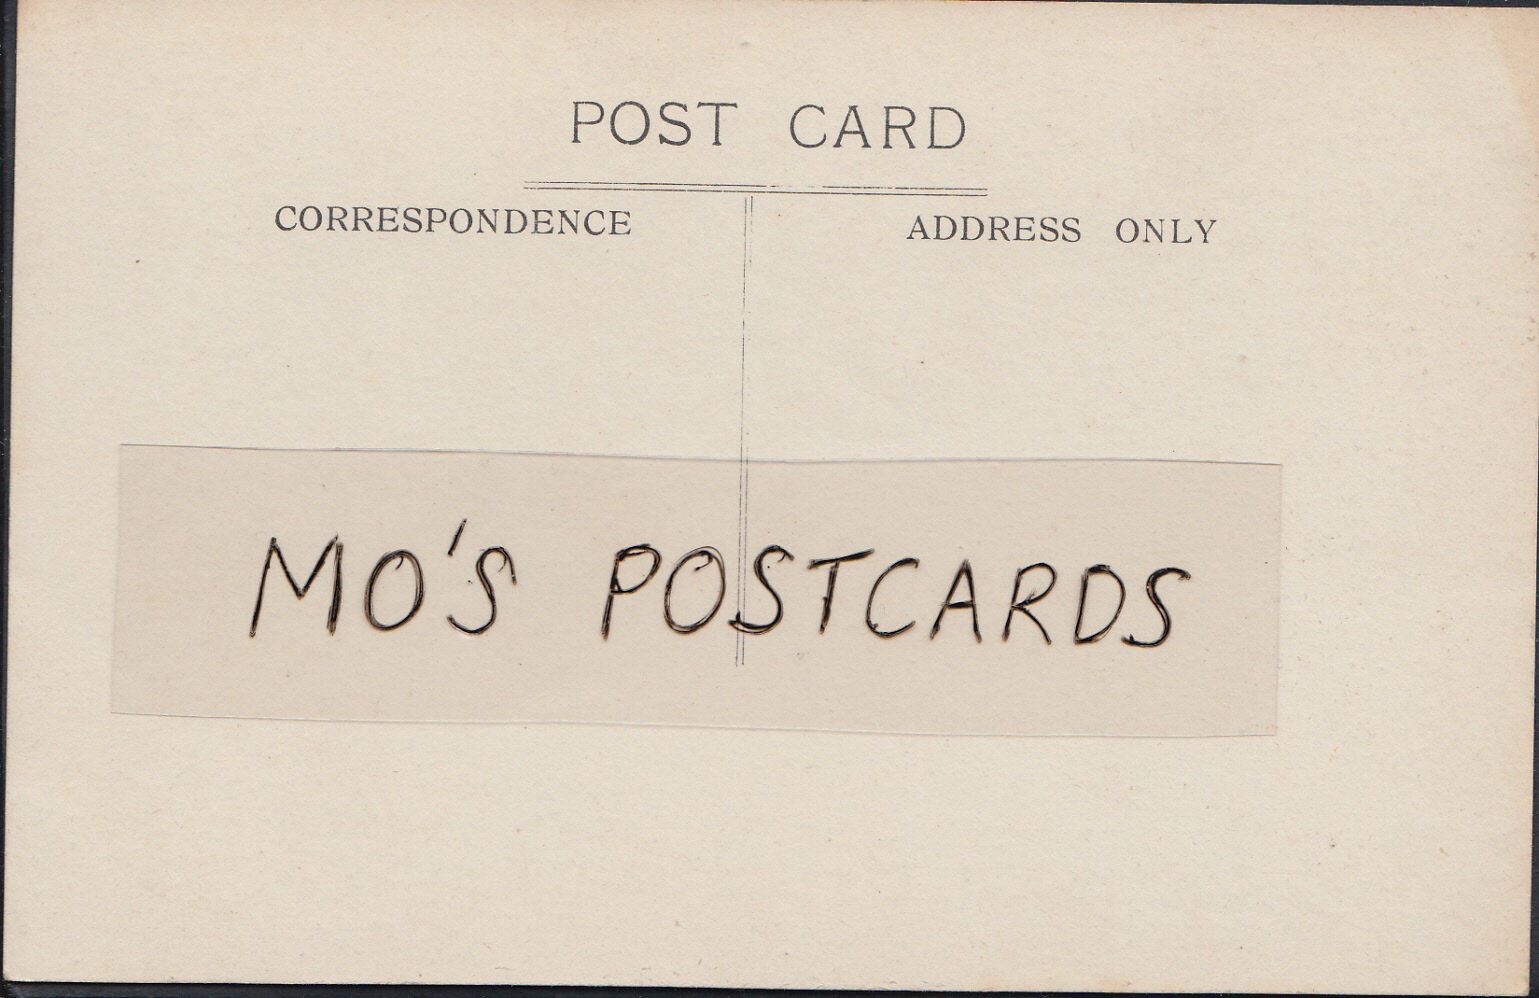 POST CARD
CORRESPONDENCE
ADDRESS ONLY
MO'S POSTCARDS